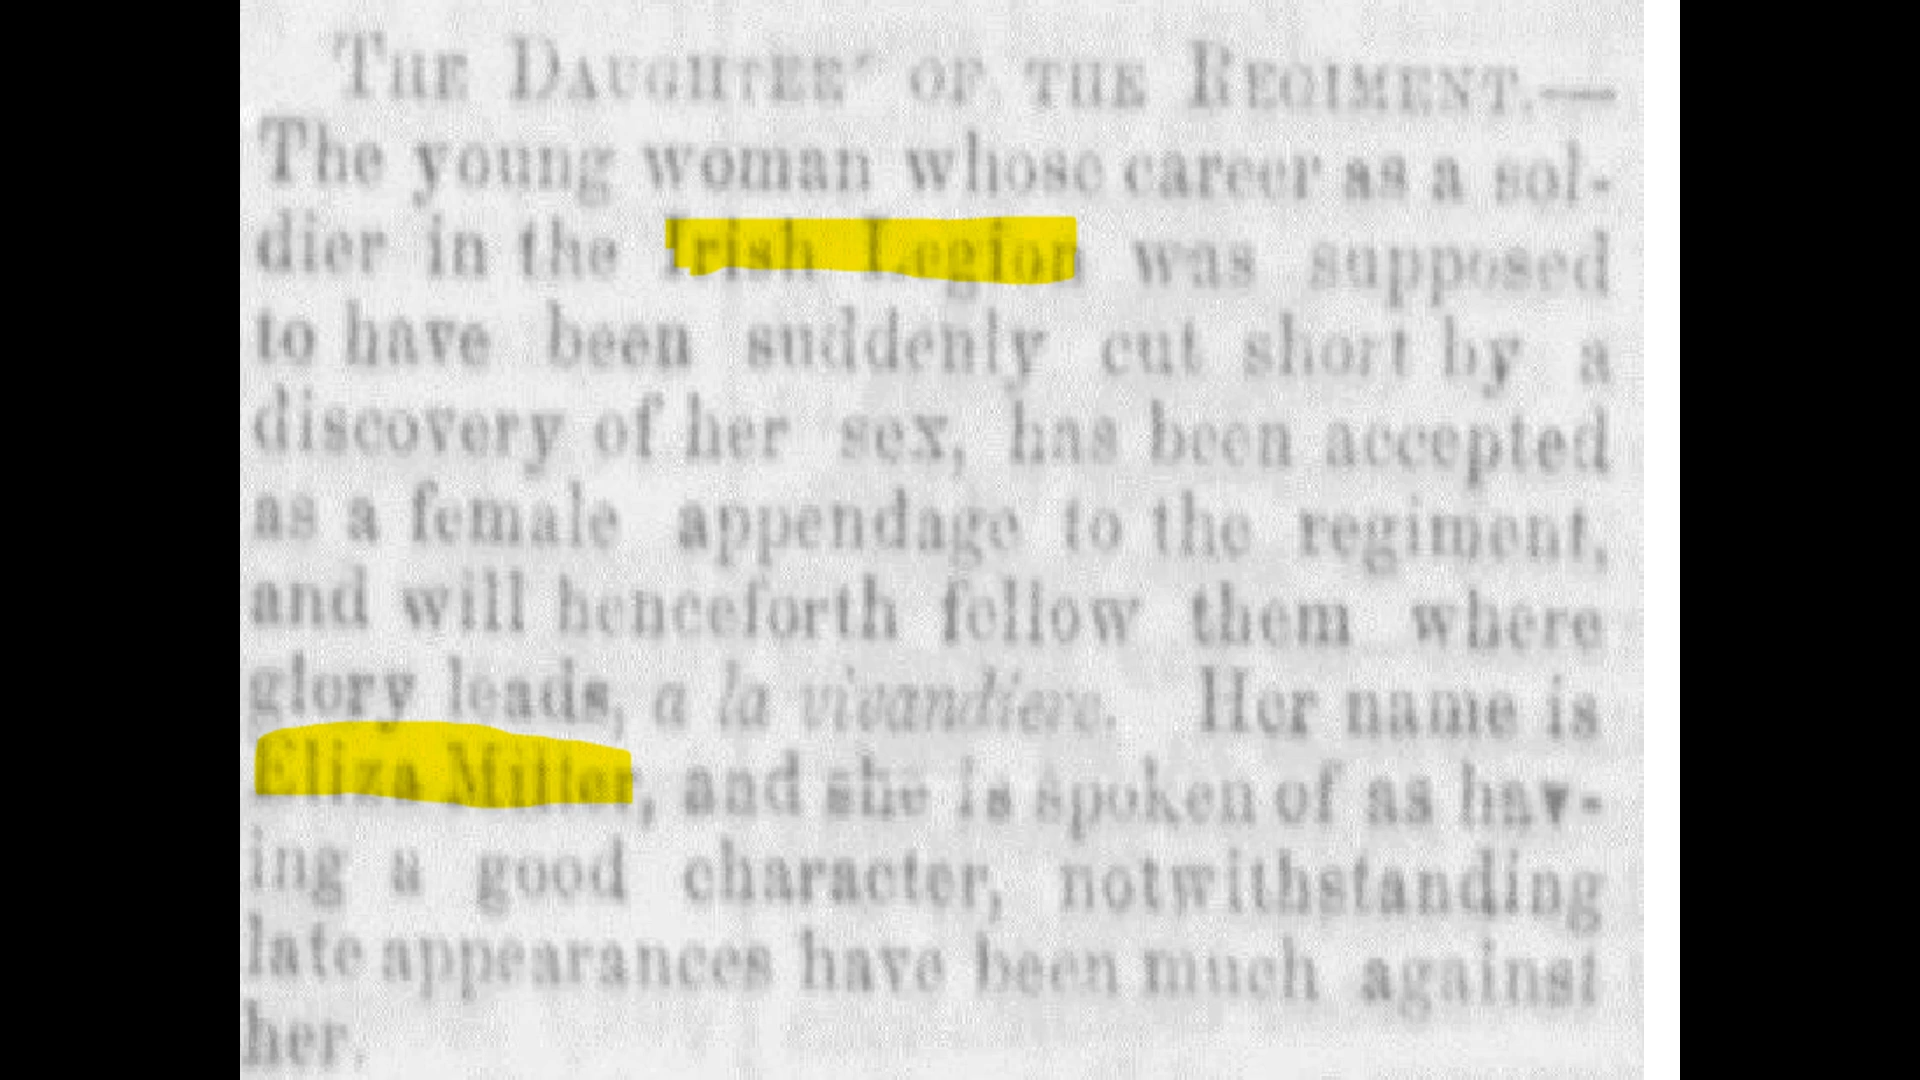 THE DAUGHTER OF THE REGIMENT.—
The young woman whose career as a sol-
dier in the Irish Legion was supposed
to have been suddenly cut short by a
discovery of her sex, has been accepted
as a female appendage to the regiment,
and will henceforth fellow them where
glory leads, a la vivandiere. Her name is
Eliza Miller, and she is spoken of as hav-
ing a good character, notwithstanding
late appearances have been much against
her.